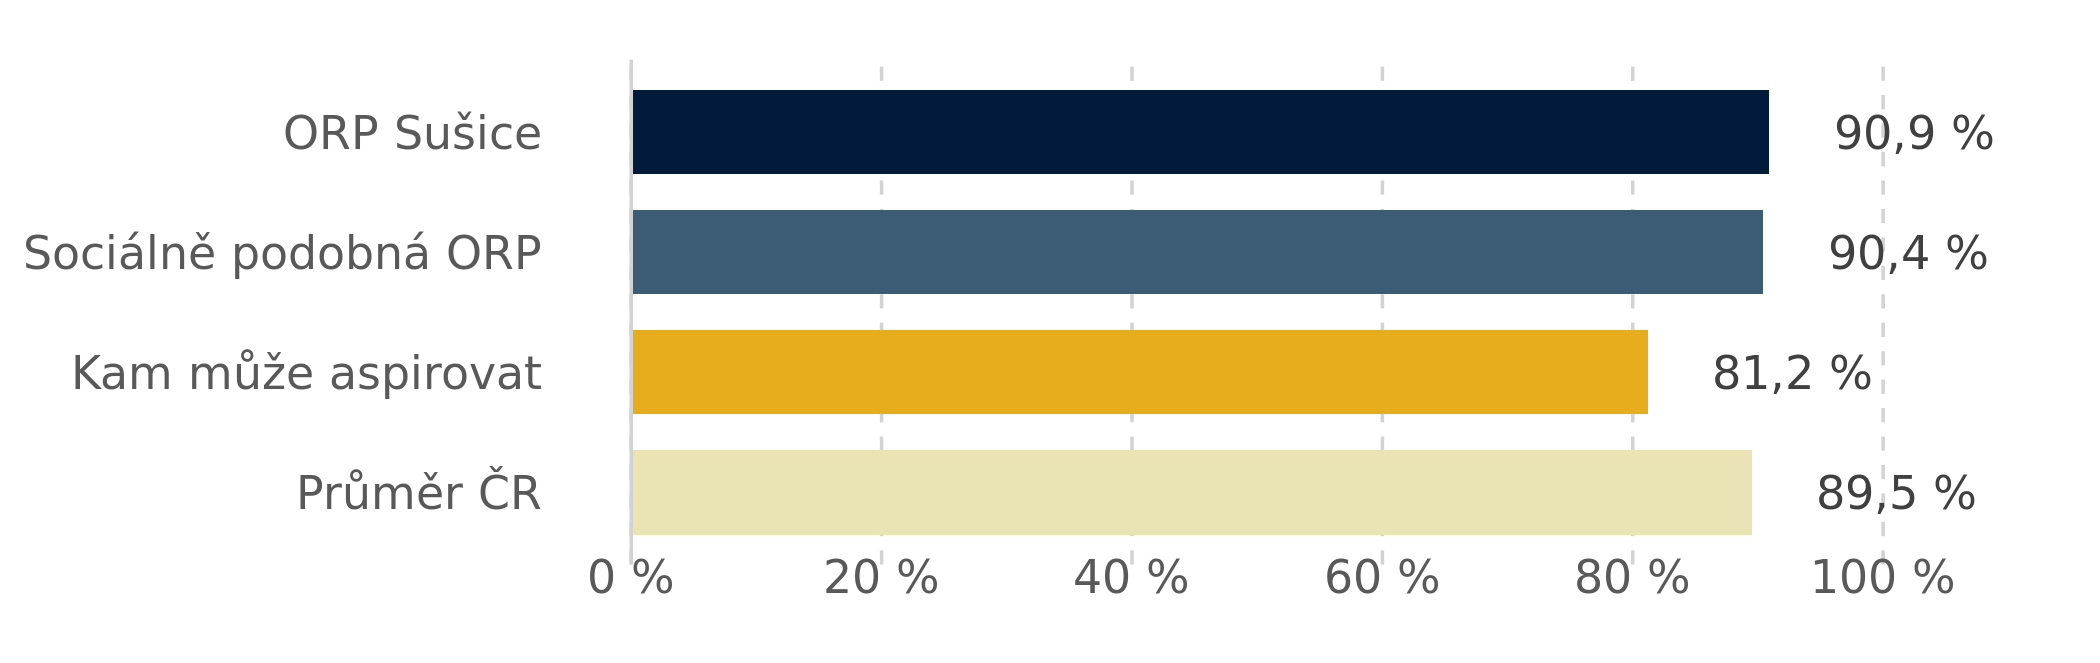 ORP Sušice 90,9 %
Sociálně podobná ORP 90,4 %
Kam může aspirovat 81,2 %
Průměr ČR 89,5 %
0 % 20 % 40 % 60 % 80 % 100 %